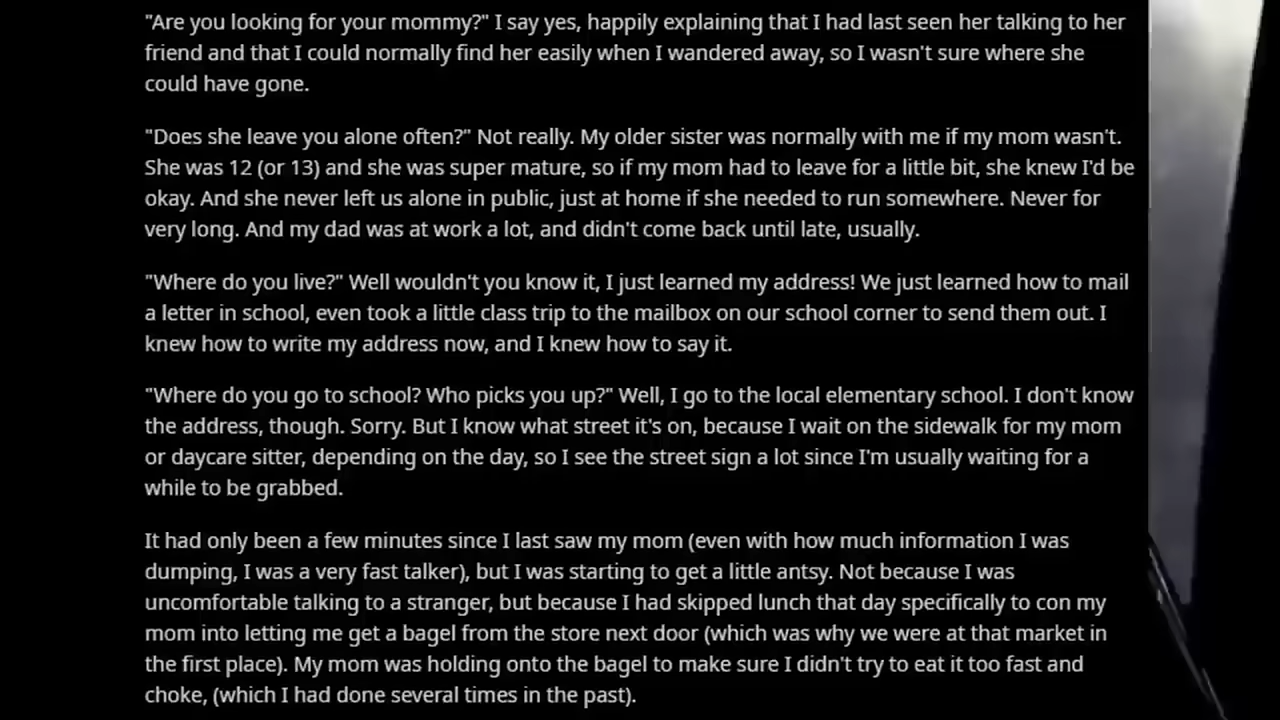 "Are you looking for your mommy?" I say yes, happily explaining that I had last seen her talking to her
friend and that I could normally find her easily when I wandered away, so I wasn't sure where she
could have gone.
"Does she leave you alone often?" Not really. My older sister was normally with me if my mom wasn't.
She was 12 (or 13) and she was super mature, so if my mom had to leave for a little bit, she knew I'd be
okay. And she never left us alone in public, just at home if she needed to run somewhere. Never for
very long. And my dad was at work a lot, and didn't come back until late, usually.
"Where do you live?" Well wouldn't you know it, I just learned my address! We just learned how to mail
a letter in school, even took a little class trip to the mailbox on our school corner to send them out. I
knew how to write my address now, and I knew how to say it.
"Where do you go to school? Who picks you up?" Well, I go to the local elementary school. I don't know
the address, though. Sorry. But I know what street it's on, because I wait on the sidewalk for my mom
or daycare sitter, depending on the day, so I see the street sign a lot since I'm usually waiting for a
while to be grabbed.
It had only been a few minutes since I last saw my mom (even with how much information I was
dumping, I was a very fast talker), but I was starting to get a little antsy. Not because I was
uncomfortable talking to a stranger, but because I had skipped lunch that day specifically to con my
mom into letting me get a bagel from the store next door (which was why we were at that market in
the first place). My mom was holding onto the bagel to make sure I didn't try to eat it too fast and
choke, (which I had done several times in the past).